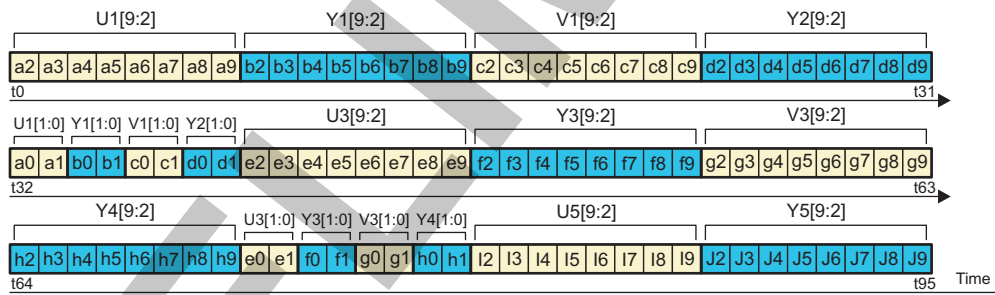 U1[9:2] Y1[9:2] V1[9:2] Y2[9:2]
a2 a3 a4 a5 a6 a7 a8 a9 b2 b3 b4 b5 b6 b7 b8 b9 c2 c3 c4 c5 c6 c7 c8 c9 d2 d3 d4 d5 d6 d7 d8 d9
t0 t31
U1[1:0] Y1[1:0] V1[1:0] Y2[1:0] U3[9:2] Y3[9:2] V3[9:2]
a0 a1 b0 b1 c0 c1 d0 d1 e2 e3 e4 e5 e6 e7 e8 e9 f2 f3 f4 f5 f6 f7 f8 f9 g2 g3 g4 g5 g6 g7 g8 g9
t32 t63
Y4[9:2] U3[1:0] Y3[1:0] V3[1:0] Y4[1:0] U5[9:2] Y5[9:2]
h2 h3 h4 h5 h6 h7 h8 h9 e0 e1 f0 f1 g0 g1 h0 h1 I2 I3 I4 I5 I6 I7 I8 I9 J2 J3 J4 J5 J6 J7 J8 J9
t64 t95 Time